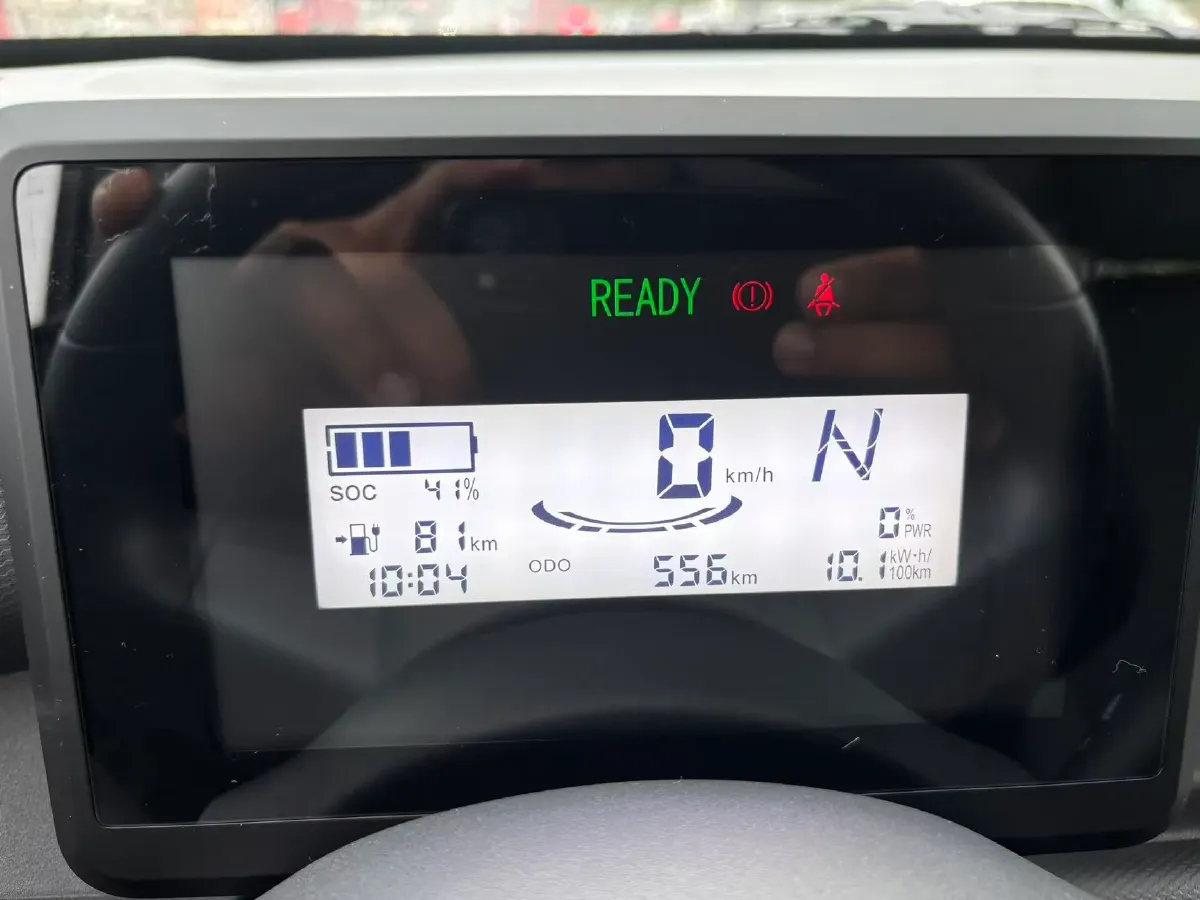 READY
0 km/h
N
SOC 41%
0 % PWR
81 km
10:04
ODO 556 km
10.1 kW·h/100km